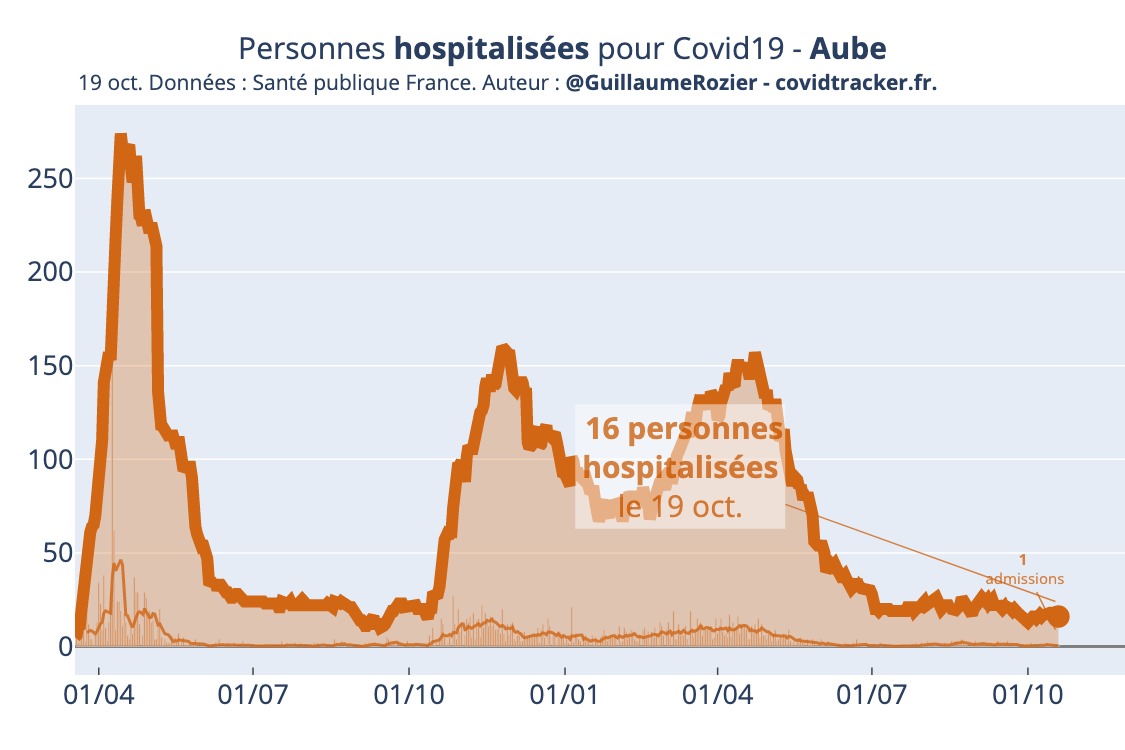 Personnes hospitalisées pour Covid19 - Aube
19 oct. Données : Santé publique France. Auteur : @GuillaumeRozier - covidtracker.fr.
250
200
150
100
50
0
16 personnes
hospitalisées
le 19 oct.
1
admissions
01/04 01/07 01/10 01/01 01/04 01/07 01/10